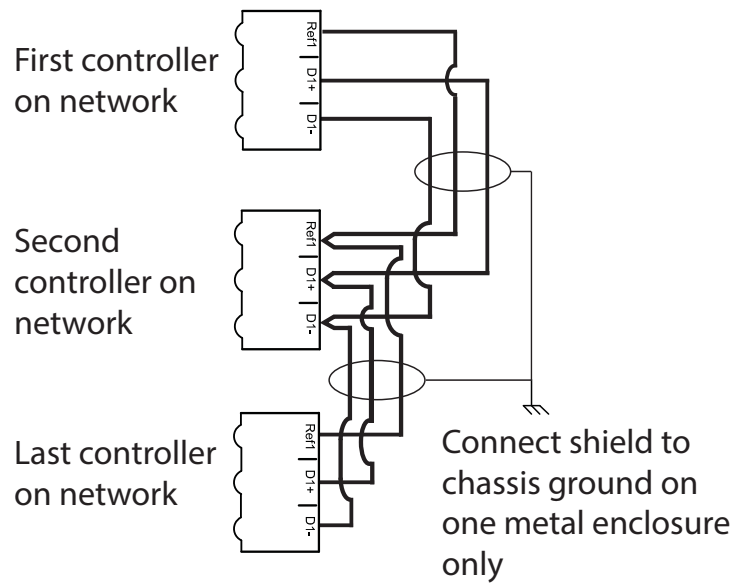 First controller
on network
Ref1
D1+
D1-
Second
controller on
network
Ref1
D1+
D1-
Last controller
on network
Ref1
D1+
D1-
Connect shield to
chassis ground on
one metal enclosure
only